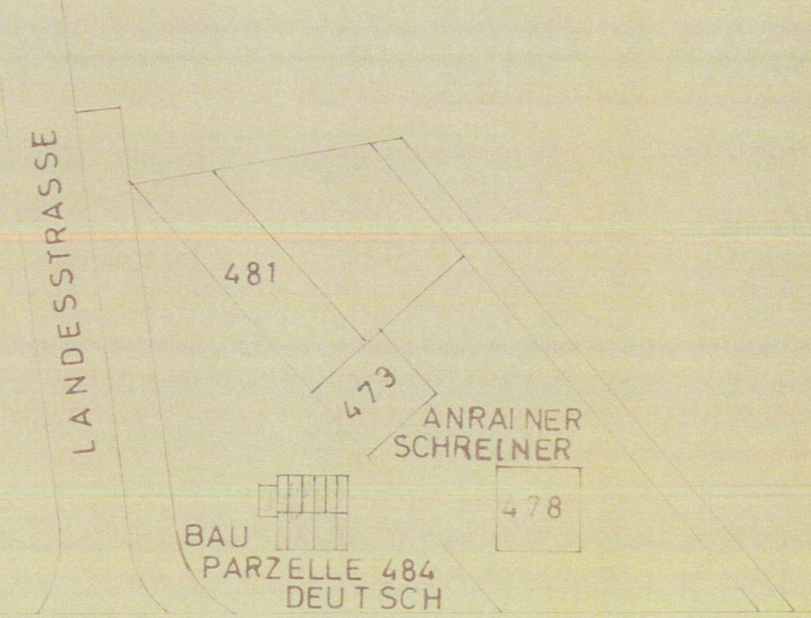 LANDESSTRASSE
481
473
ANRAINER
SCHREINER
478
BAU
PARZELLE 484
DEUTSCH